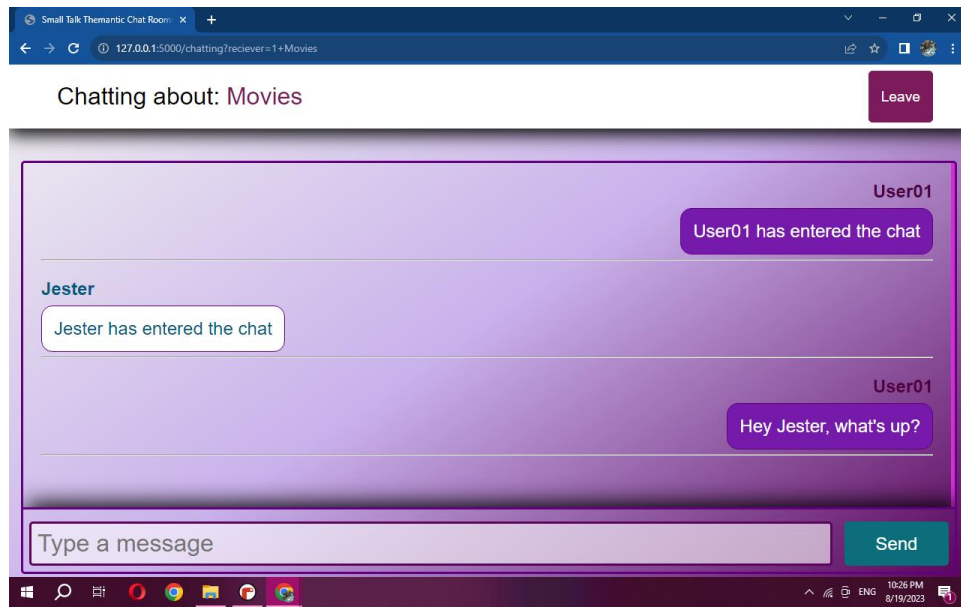 Small Talk Themantic Chat Room
127.0.0.1:5000/chatting?reciever=1+Movies
Chatting about: Movies
Leave
User01
User01 has entered the chat
Jester
Jester has entered the chat
User01
Hey Jester, what's up?
Type a message
Send
ENG
10:26 PM
8/19/2023
1